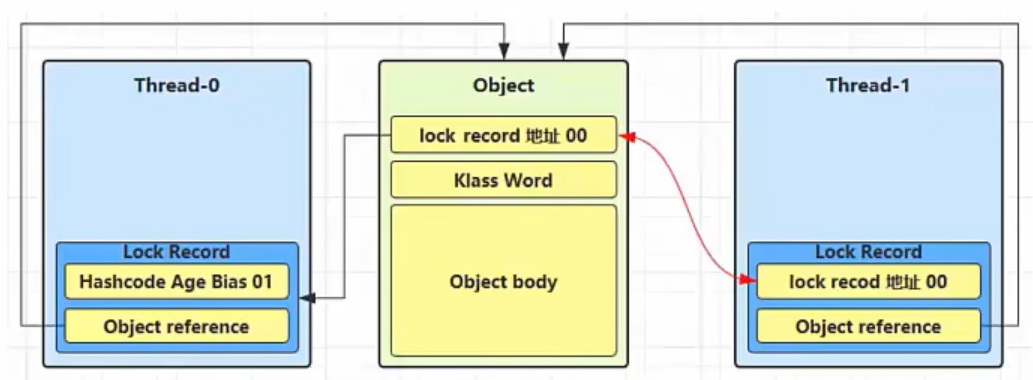 Thread-0
Lock Record
Hashcode Age Bias 01
Object reference
Object
lock record 地址 00
Klass Word
Object body
Thread-1
Lock Record
lock recod 地址 00
Object reference